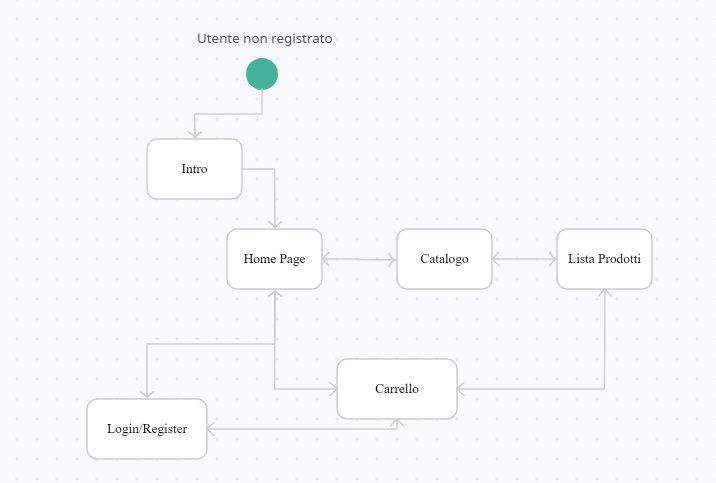 Utente non registrato
Intro
Home Page
Catalogo
Lista Prodotti
Carrello
Login/Register